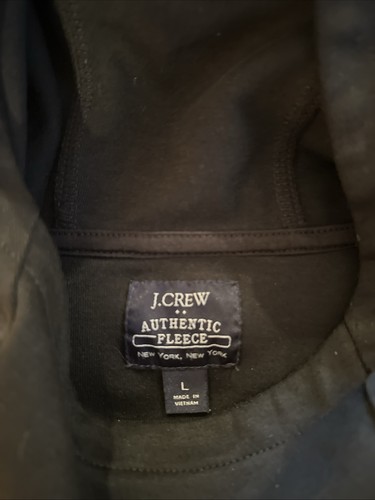 J.CREW
AUTHENTIC
FLEECE
NEW YORK, NEW YORK
L
MADE IN
VIETNAM